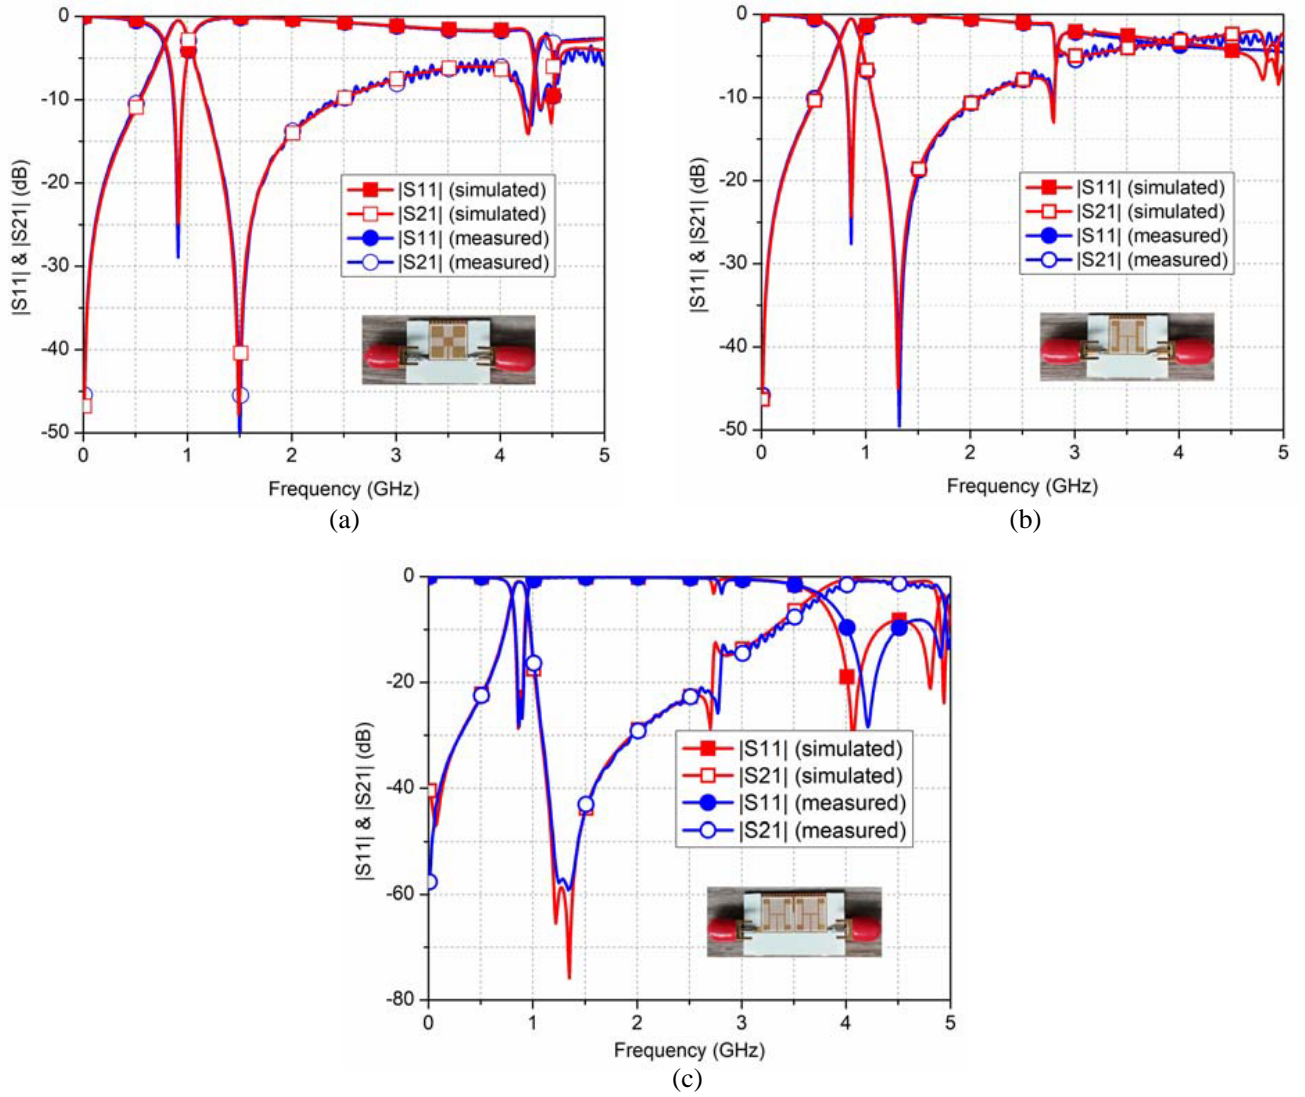 0
-10
-20
-30
-40
-50
|S11| & |S21| (dB)
|S11| (simulated)
|S21| (simulated)
|S11| (measured)
|S21| (measured)
0 1 2 3 4 5
Frequency (GHz)
(a)
0
-10
-20
-30
-40
-50
|S11| & |S21| (dB)
|S11| (simulated)
|S21| (simulated)
|S11| (measured)
|S21| (measured)
0 1 2 3 4 5
Frequency (GHz)
(b)
0
-20
-40
-60
-80
|S11| & |S21| (dB)
|S11| (simulated)
|S21| (simulated)
|S11| (measured)
|S21| (measured)
0 1 2 3 4 5
Frequency (GHz)
(c)